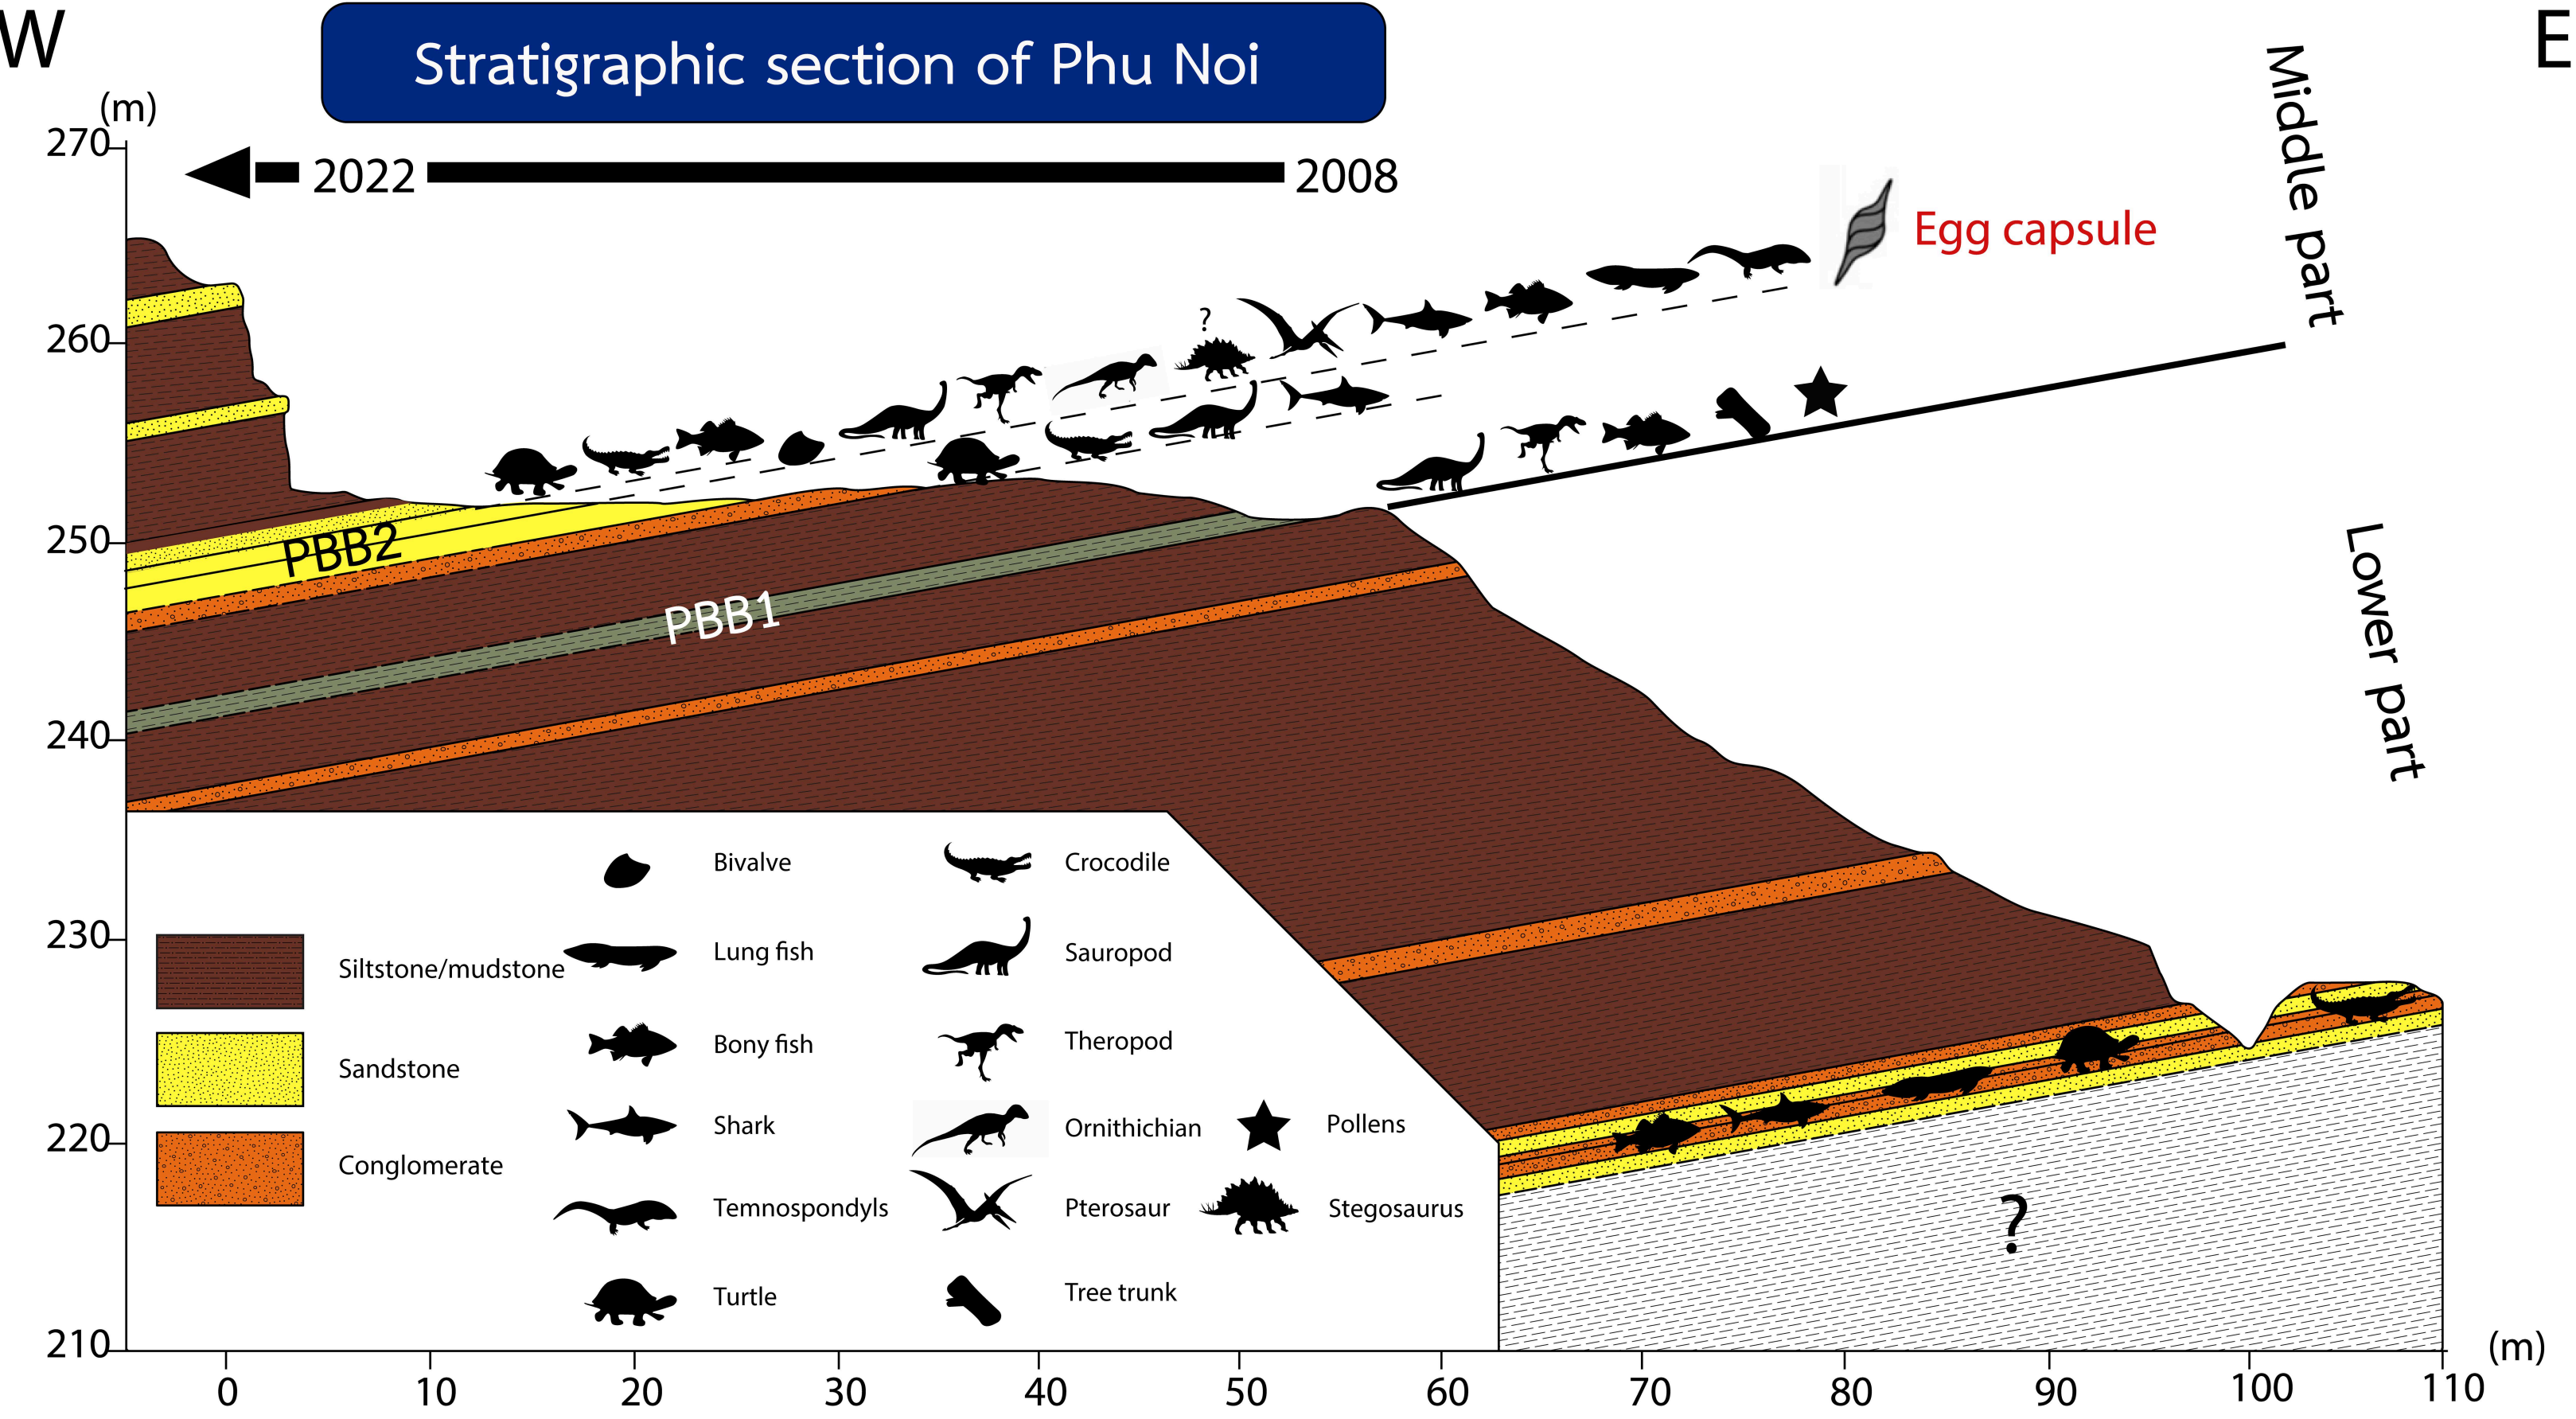 W
Stratigraphic section of Phu Noi
E
(m)
270
2022
2008
Middle part
Egg capsule
260
?
250
PBB2
Lower part
PBB1
240
230
220
210
Bivalve
Crocodile
Siltstone/mudstone
Lung fish
Sauropod
Sandstone
Bony fish
Theropod
Conglomerate
Shark
Ornithichian
Pollens
Temnospondyls
Pterosaur
Stegosaurus
Turtle
Tree trunk
?
(m)
0 10 20 30 40 50 60 70 80 90 100 110